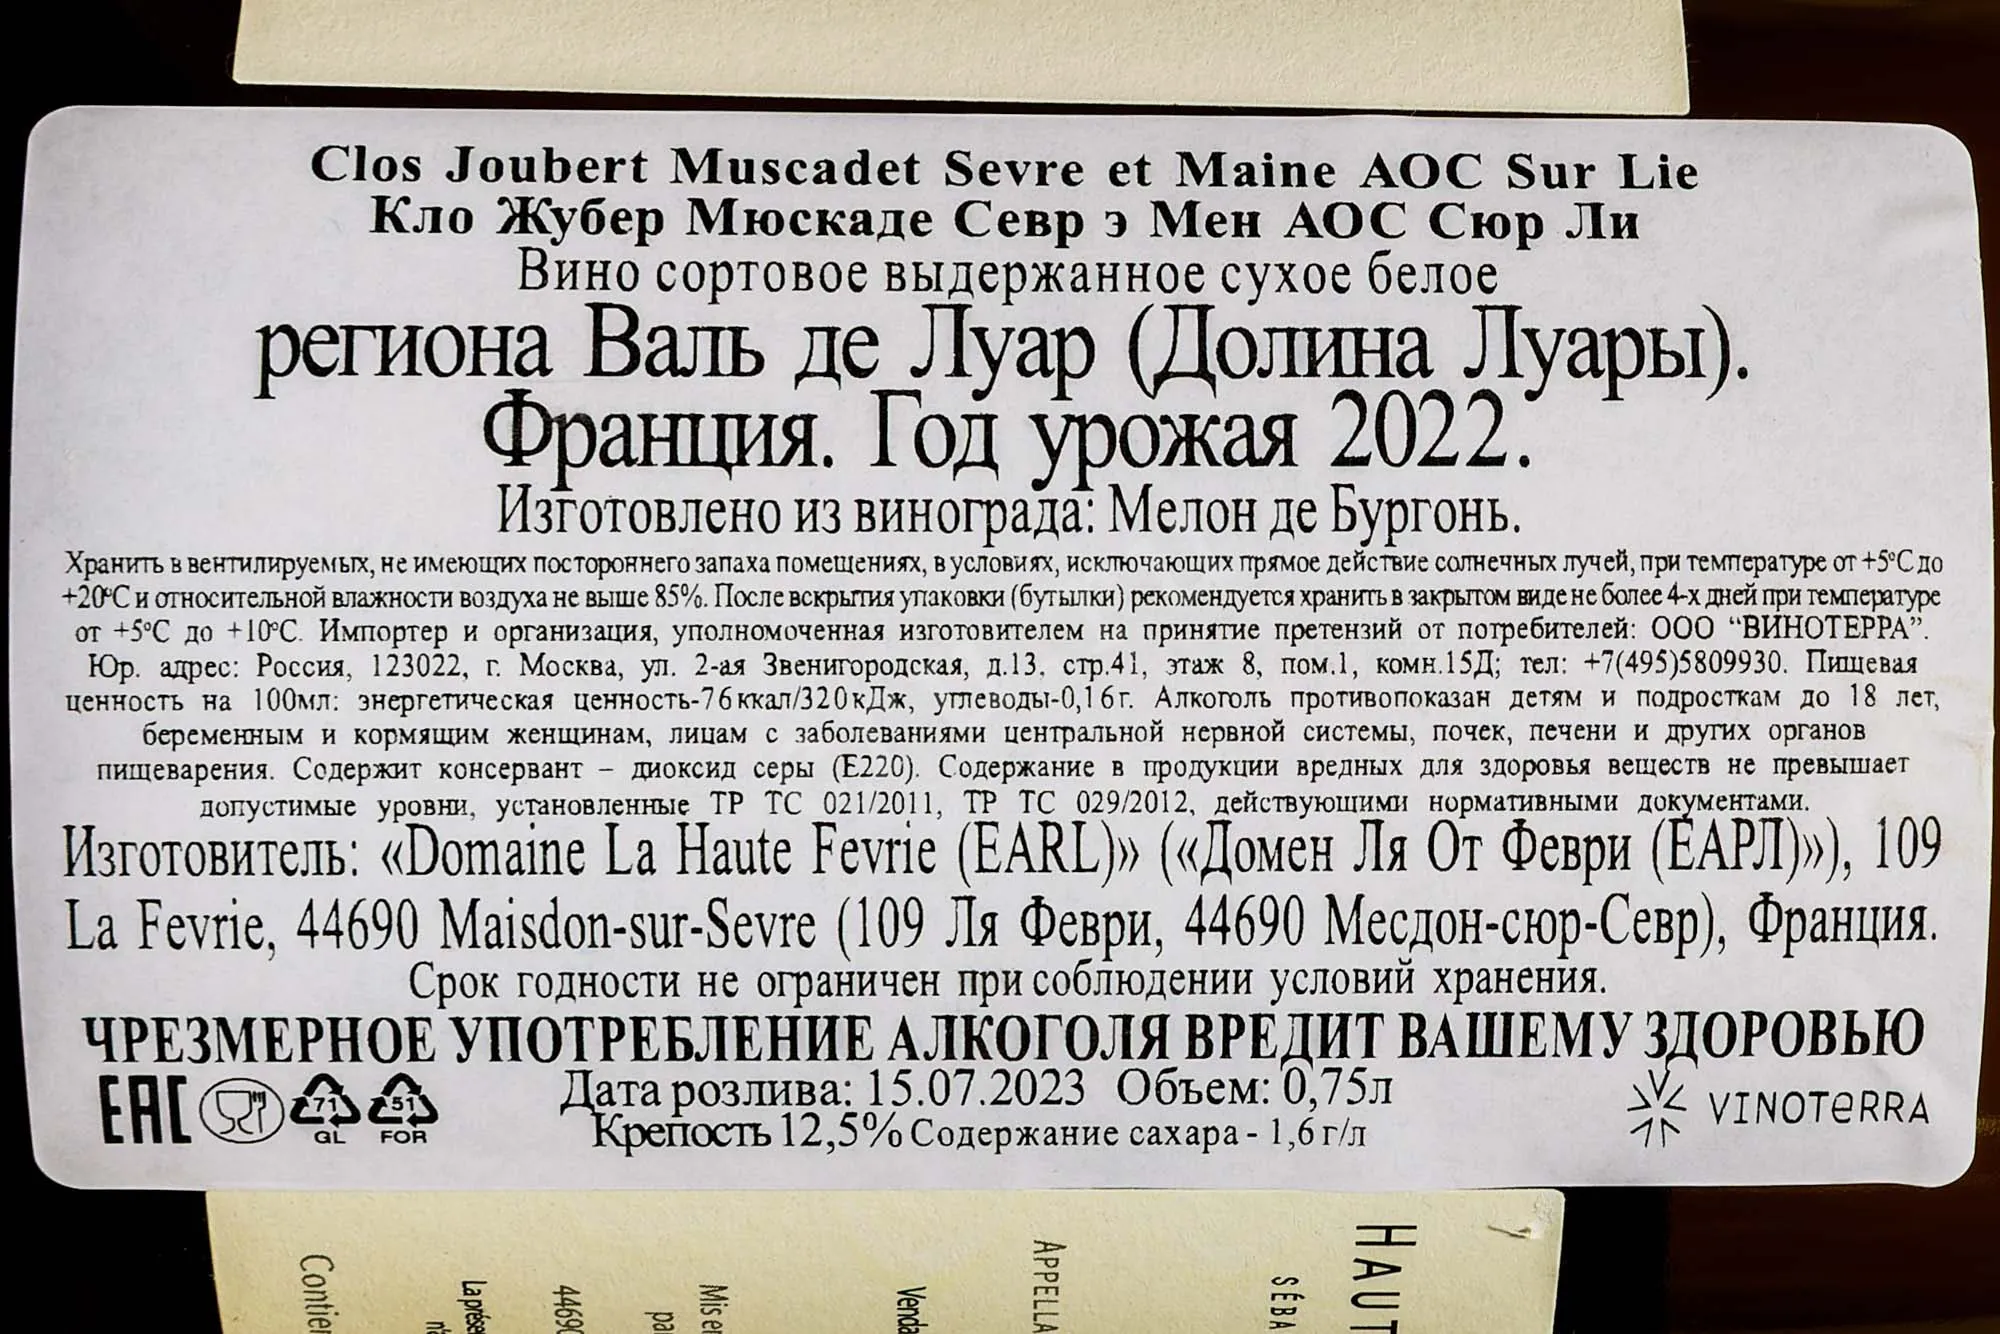 Clos Joubert Muscadet Sevre et Maine AOC Sur Lie
Кло Жубер Мюскаде Севр э Мен АОС Сюр Ли
Вино сортовое выдержанное сухое белое
региона Валь де Луар (Долина Луары).
Франция. Год урожая 2022.
Изготовлено из винограда: Мелон де Бургонь.
Хранить в вентилируемых, не имеющих постороннего запаха помещениях, в условиях, исключающих прямое действие солнечных лучей, при температуре от +5°С до
+20°С и относительной влажности воздуха не выше 85%. После вскрытия упаковки (бутылки) рекомендуется хранить в закрытом виде не более 4-х дней при температуре
от +5°С до +10°С. Импортер и организация, уполномоченная изготовителем на принятие претензий от потребителей: ООО “ВИНОТЕРРА”.
Юр. адрес: Россия, 123022, г. Москва, ул. 2-ая Звенигородская, д.13, стр.41, этаж 8, пом.1, комн.15Д; тел: +7(495)5809930. Пищевая
ценность на 100мл: энергетическая ценность-76ккал/320кДж, углеводы-0,16г. Алкоголь противопоказан детям и подросткам до 18 лет,
беременным и кормящим женщинам, лицам с заболеваниями центральной нервной системы, почек, печени и других органов
пищеварения. Содержит консервант – диоксид серы (Е220). Содержание в продукции вредных для здоровья веществ не превышает
допустимые уровни, установленные ТР ТС 021/2011, ТР ТС 029/2012, действующими нормативными документами.
Изготовитель: «Domaine La Haute Fevrie (EARL)» («Домен Ля От Феври (ЕАРЛ)»), 109
La Fevrie, 44690 Maisdon-sur-Sevre (109 Ля Феври, 44690 Месдон-сюр-Севр), Франция.
Срок годности не ограничен при соблюдении условий хранения.
ЧРЕЗМЕРНОЕ УПОТРЕБЛЕНИЕ АЛКОГОЛЯ ВРЕДИТ ВАШЕМУ ЗДОРОВЬЮ
EAC 71 GL 51 FOR
Дата розлива: 15.07.2023 Объем: 0,75л
Крепость 12,5% Содержание сахара - 1,6 г/л
VINOTeRRA
HAUT
SÉBA
APPELLA
Venda
Mis e
pa
4469
La prése
Contie